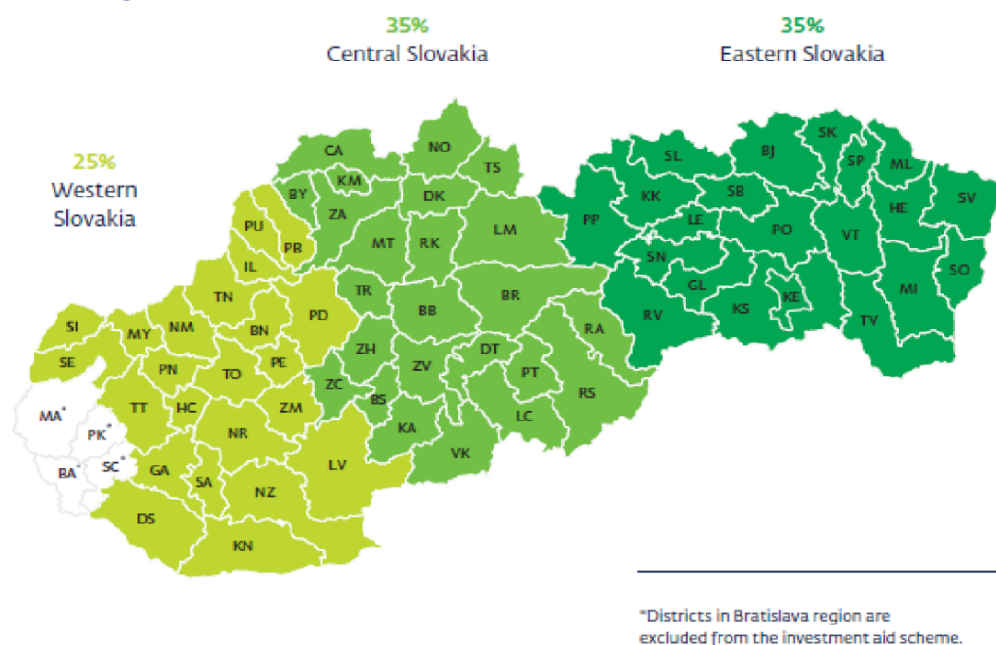 35%
Central Slovakia
35%
Eastern Slovakia
25%
Western
Slovakia
CA
NO
TS
KM
BY
ZA
DK
MT
RK
LM
TR
BB
BR
RA
ZH
ZV
DT
PT
ZC
BS
RS
LC
KA
VK
SK
SL
BJ
SP
ML
KK
SB
SV
PP
LE
PO
HE
VT
SN
SO
GL
MI
RV
KS
KE
TV
PU
PB
IL
TN
PD
SI
MY
NM
BN
SE
PN
TO
PE
TT
HC
ZM
NR
LV
GA
SA
NZ
DS
KN
MA*
PK*
BA*
SC*
*Districts in Bratislava region are
excluded from the investment aid scheme.